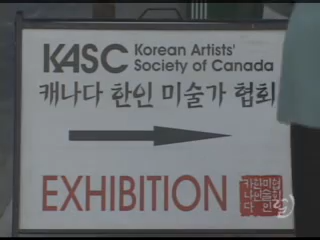 KASC Korean Artists'
Society of Canada
캐나다 한인 미술가 협회
EXHIBITION